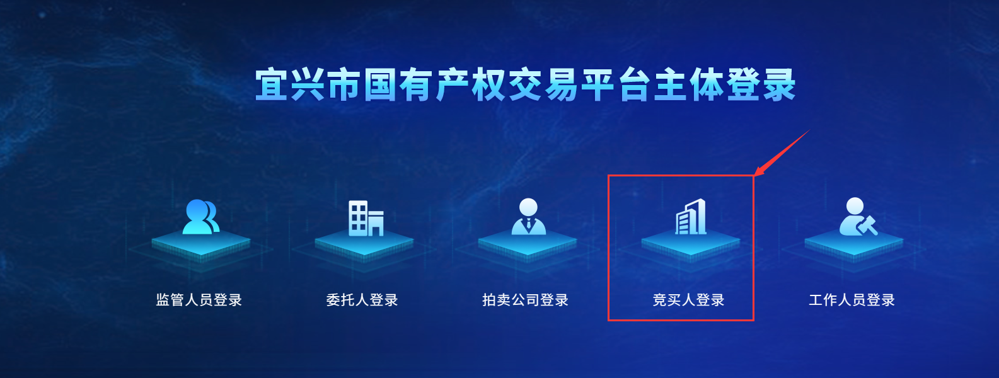 宜兴市国有产权交易平台主体登录
监管人员登录
委托人登录
拍卖公司登录
竞买人登录
工作人员登录